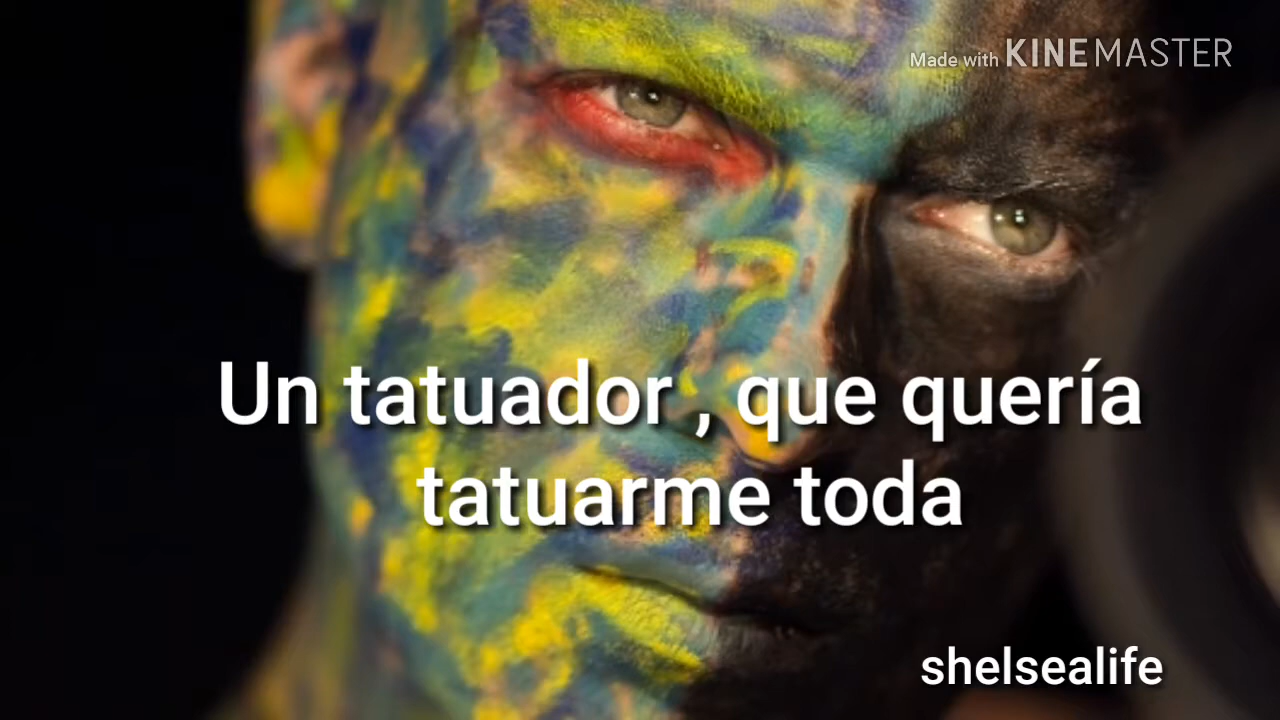 Made with KINEMASTER
Un tatuador , que quería
tatuarme toda
shelsealife